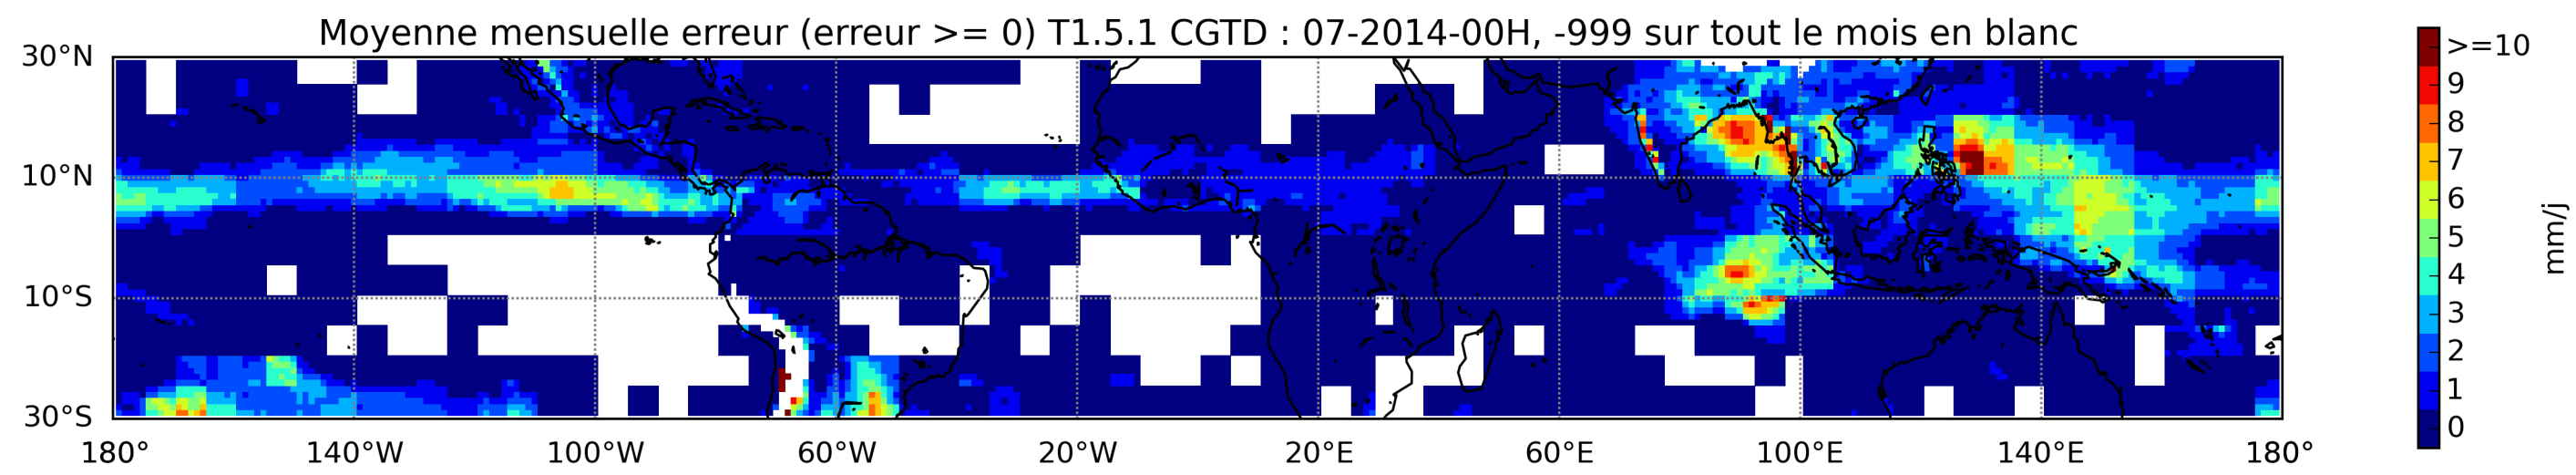 Moyenne mensuelle erreur (erreur >= 0) T1.5.1 CGTD : 07-2014-00H, -999 sur tout le mois en blanc
30°N
10°N
10°S
30°S
180° 140°W 100°W 60°W 20°W 20°E 60°E 100°E 140°E 180°
>=10
9
8
7
6
5
4
3
2
1
0
mm/j